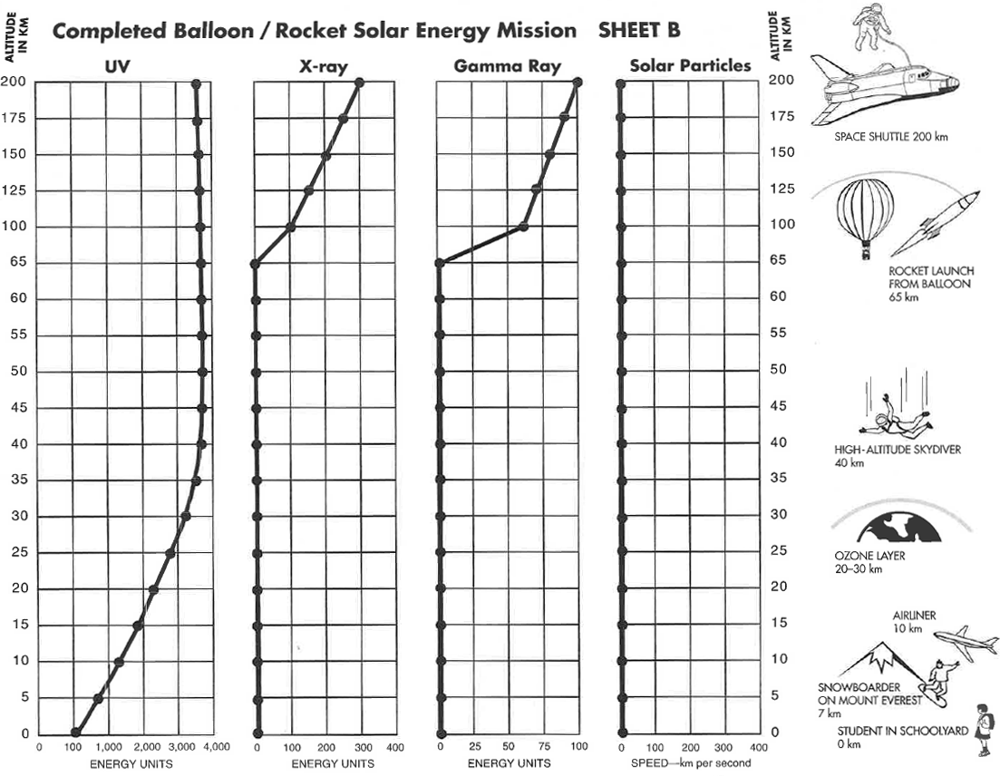 Completed Balloon / Rocket Solar Energy Mission SHEET B
ALTITUDE
IN KM
UV
X-ray
Gamma Ray
Solar Particles
ALTITUDE
IN KM
200
175
150
125
100
65
60
55
50
45
40
35
30
25
20
15
10
5
0
0 100 1,000 2,000 3,000 4,000
ENERGY UNITS
0 100 200 300 400
ENERGY UNITS
0 25 50 75 100
ENERGY UNITS
0 100 200 300 400
SPEED—km per second
200
175
150
125
100
65
60
55
50
45
40
35
30
25
20
15
10
5
0
SPACE SHUTTLE 200 km
ROCKET LAUNCH
FROM BALLOON
65 km
HIGH-ALTITUDE SKYDIVER
40 km
OZONE LAYER
20–30 km
AIRLINER
10 km
SNOWBOARDER
ON MOUNT EVEREST
7 km
STUDENT IN SCHOOLYARD
0 km